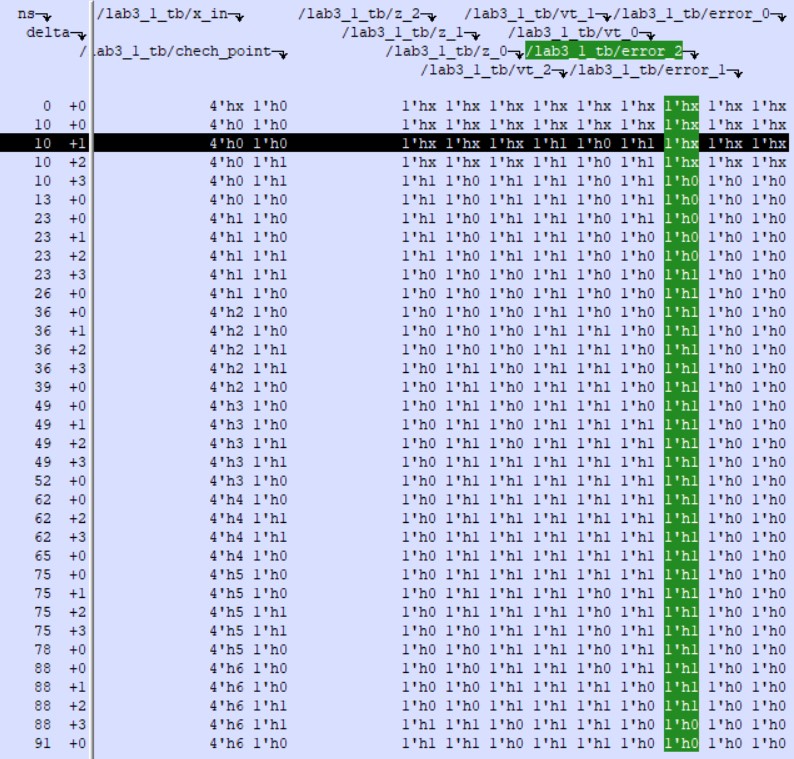 ns /lab3_1_tb/x_in /lab3_1_tb/z_2 /lab3_1_tb/vt_1 /lab3_1_tb/error_0
delta /lab3_1_tb/z_1 /lab3_1_tb/vt_0
/.ab3_1_tb/chech_point /lab3_1_tb/z_0 /lab3_1_tb/error_2
/lab3_1_tb/vt_2 /lab3_1_tb/error_1
0 +0 4'hx 1'h0 1'hx 1'hx 1'hx 1'hx 1'hx 1'hx 1'hx 1'hx 1'hx
10 +0 4'h0 1'h0 1'hx 1'hx 1'hx 1'hx 1'hx 1'hx 1'hx 1'hx 1'hx
10 +1 4'h0 1'h0 1'hx 1'hx 1'hx 1'h1 1'h0 1'h1 1'hx 1'hx 1'hx
10 +2 4'h0 1'h1 1'hx 1'hx 1'hx 1'h1 1'h0 1'h1 1'hx 1'hx 1'hx
10 +3 4'h0 1'h1 1'h1 1'h0 1'h1 1'h1 1'h0 1'h1 1'h0 1'h0 1'h0
13 +0 4'h0 1'h0 1'h1 1'h0 1'h1 1'h1 1'h0 1'h1 1'h0 1'h0 1'h0
23 +0 4'h1 1'h0 1'h1 1'h0 1'h1 1'h1 1'h0 1'h1 1'h0 1'h0 1'h0
23 +1 4'h1 1'h0 1'h1 1'h0 1'h1 1'h1 1'h0 1'h0 1'h0 1'h0 1'h0
23 +2 4'h1 1'h1 1'h1 1'h0 1'h1 1'h1 1'h0 1'h0 1'h0 1'h0 1'h0
23 +3 4'h1 1'h1 1'h0 1'h0 1'h0 1'h1 1'h0 1'h0 1'h1 1'h0 1'h0
26 +0 4'h1 1'h0 1'h0 1'h0 1'h0 1'h1 1'h0 1'h0 1'h1 1'h0 1'h0
36 +0 4'h2 1'h0 1'h0 1'h0 1'h0 1'h1 1'h0 1'h0 1'h1 1'h0 1'h0
36 +1 4'h2 1'h0 1'h0 1'h0 1'h0 1'h1 1'h1 1'h0 1'h1 1'h0 1'h0
36 +2 4'h2 1'h1 1'h0 1'h0 1'h0 1'h1 1'h1 1'h0 1'h1 1'h0 1'h0
36 +3 4'h2 1'h1 1'h0 1'h1 1'h0 1'h1 1'h1 1'h0 1'h1 1'h0 1'h0
39 +0 4'h2 1'h0 1'h0 1'h1 1'h0 1'h1 1'h1 1'h0 1'h1 1'h0 1'h0
49 +0 4'h3 1'h0 1'h0 1'h1 1'h0 1'h1 1'h1 1'h0 1'h1 1'h0 1'h0
49 +1 4'h3 1'h0 1'h0 1'h1 1'h0 1'h1 1'h1 1'h1 1'h1 1'h0 1'h0
49 +2 4'h3 1'h1 1'h0 1'h1 1'h0 1'h1 1'h1 1'h1 1'h1 1'h0 1'h0
49 +3 4'h3 1'h1 1'h0 1'h1 1'h1 1'h1 1'h1 1'h1 1'h1 1'h0 1'h0
52 +0 4'h3 1'h0 1'h0 1'h1 1'h1 1'h1 1'h1 1'h1 1'h1 1'h0 1'h0
62 +0 4'h4 1'h0 1'h0 1'h1 1'h1 1'h1 1'h1 1'h1 1'h1 1'h0 1'h0
62 +2 4'h4 1'h1 1'h0 1'h1 1'h1 1'h1 1'h1 1'h1 1'h1 1'h0 1'h0
62 +3 4'h4 1'h1 1'h0 1'h1 1'h1 1'h1 1'h1 1'h1 1'h1 1'h0 1'h0
65 +0 4'h4 1'h0 1'h0 1'h1 1'h1 1'h1 1'h1 1'h1 1'h1 1'h0 1'h0
75 +0 4'h5 1'h0 1'h0 1'h1 1'h1 1'h1 1'h1 1'h1 1'h1 1'h0 1'h0
75 +1 4'h5 1'h0 1'h0 1'h1 1'h1 1'h1 1'h0 1'h1 1'h1 1'h0 1'h0
75 +2 4'h5 1'h1 1'h0 1'h1 1'h1 1'h1 1'h0 1'h1 1'h1 1'h0 1'h0
75 +3 4'h5 1'h1 1'h0 1'h0 1'h1 1'h1 1'h0 1'h1 1'h1 1'h0 1'h0
78 +0 4'h5 1'h0 1'h0 1'h0 1'h1 1'h1 1'h0 1'h1 1'h1 1'h0 1'h0
88 +0 4'h6 1'h0 1'h0 1'h0 1'h1 1'h1 1'h0 1'h1 1'h1 1'h0 1'h0
88 +1 4'h6 1'h0 1'h0 1'h0 1'h1 1'h1 1'h1 1'h0 1'h1 1'h0 1'h0
88 +2 4'h6 1'h1 1'h0 1'h0 1'h1 1'h1 1'h1 1'h0 1'h1 1'h0 1'h0
88 +3 4'h6 1'h1 1'h1 1'h1 1'h0 1'h1 1'h1 1'h0 1'h0 1'h0 1'h0
91 +0 4'h6 1'h0 1'h1 1'h1 1'h0 1'h1 1'h1 1'h0 1'h0 1'h0 1'h0